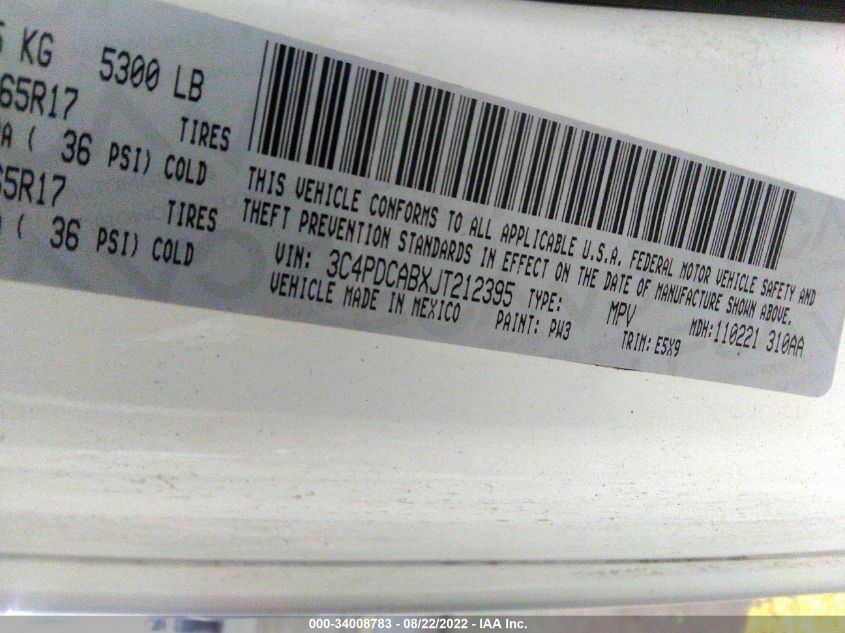 KG 5300 LB
65R17
TIRES
( 36 PSI) COLD
65R17
TIRES
( 36 PSI) COLD
THIS VEHICLE CONFORMS TO ALL APPLICABLE U.S.A. FEDERAL MOTOR VEHICLE SAFETY AND
THEFT PREVENTION STANDARDS IN EFFECT ON THE DATE OF MANUFACTURE SHOWN ABOVE.
VIN: 3C4PDCABXJT212395 TYPE: MPV MDH:110221 310AA
VEHICLE MADE IN MEXICO PAINT: PW3 TRIM: E5X9
000-34008783 - 08/22/2022 - IAA Inc.